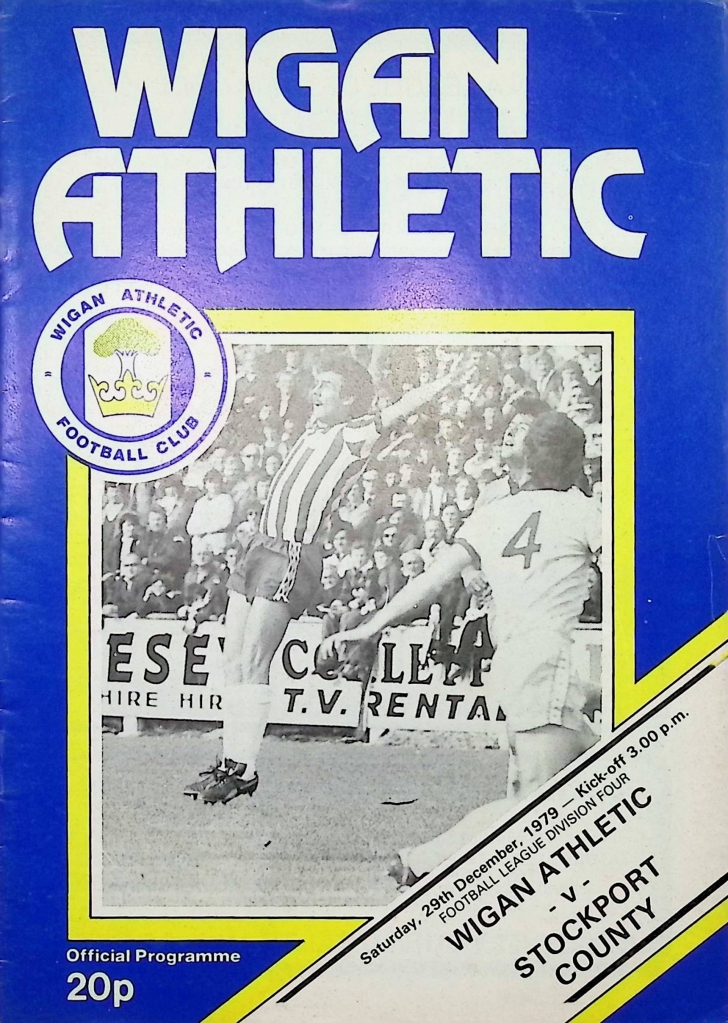 WIGAN
ATHLETIC
WIGAN ATHLETIC
» «
FOOTBALL CLUB
4
HIRE HIR T.V. RENTA
Saturday, 29th December, 1979 — Kick-off 3.00 p.m.
FOOTBALL LEAGUE DIVISION FOUR
WIGAN ATHLETIC
- v -
STOCKPORT
COUNTY
Official Programme
20p